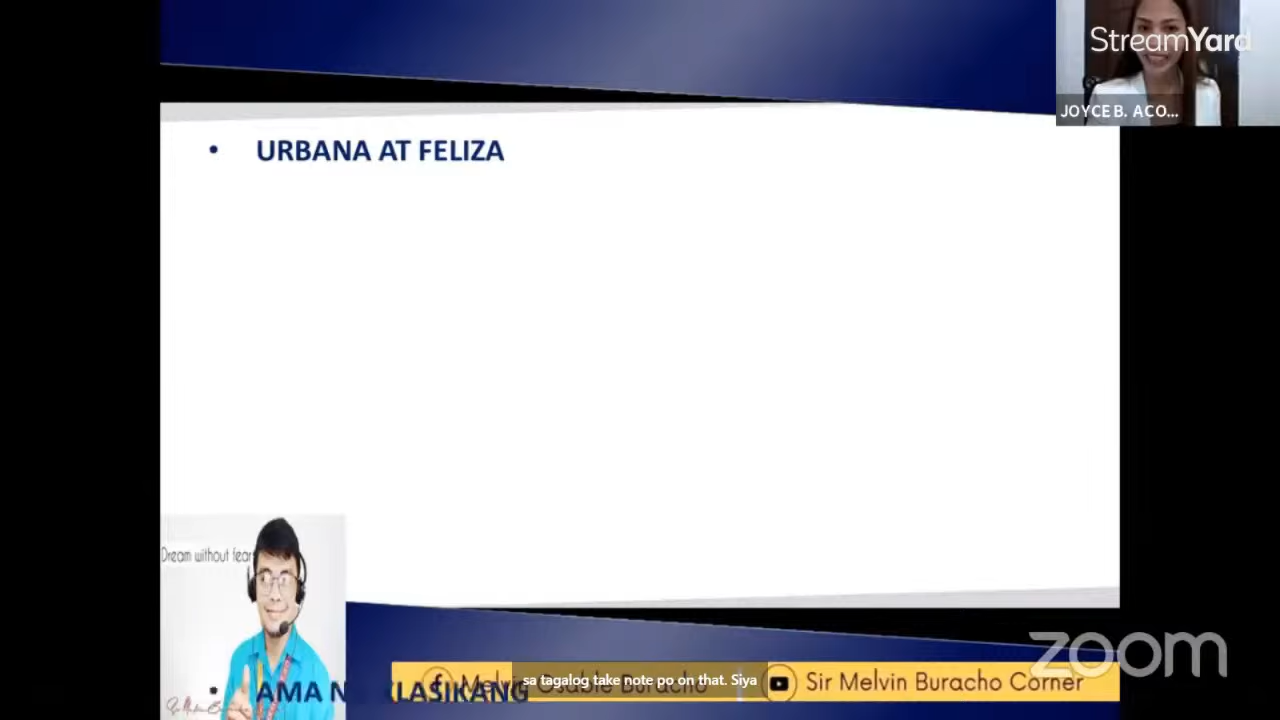 StreamYard
JOYCE B. ACO...
• URBANA AT FELIZA
Dream without fear
zoom
sa tagalog take note po on that. Siya
Sir Melvin Buracho Corner
• AMA N KLASIKANG
Buracho